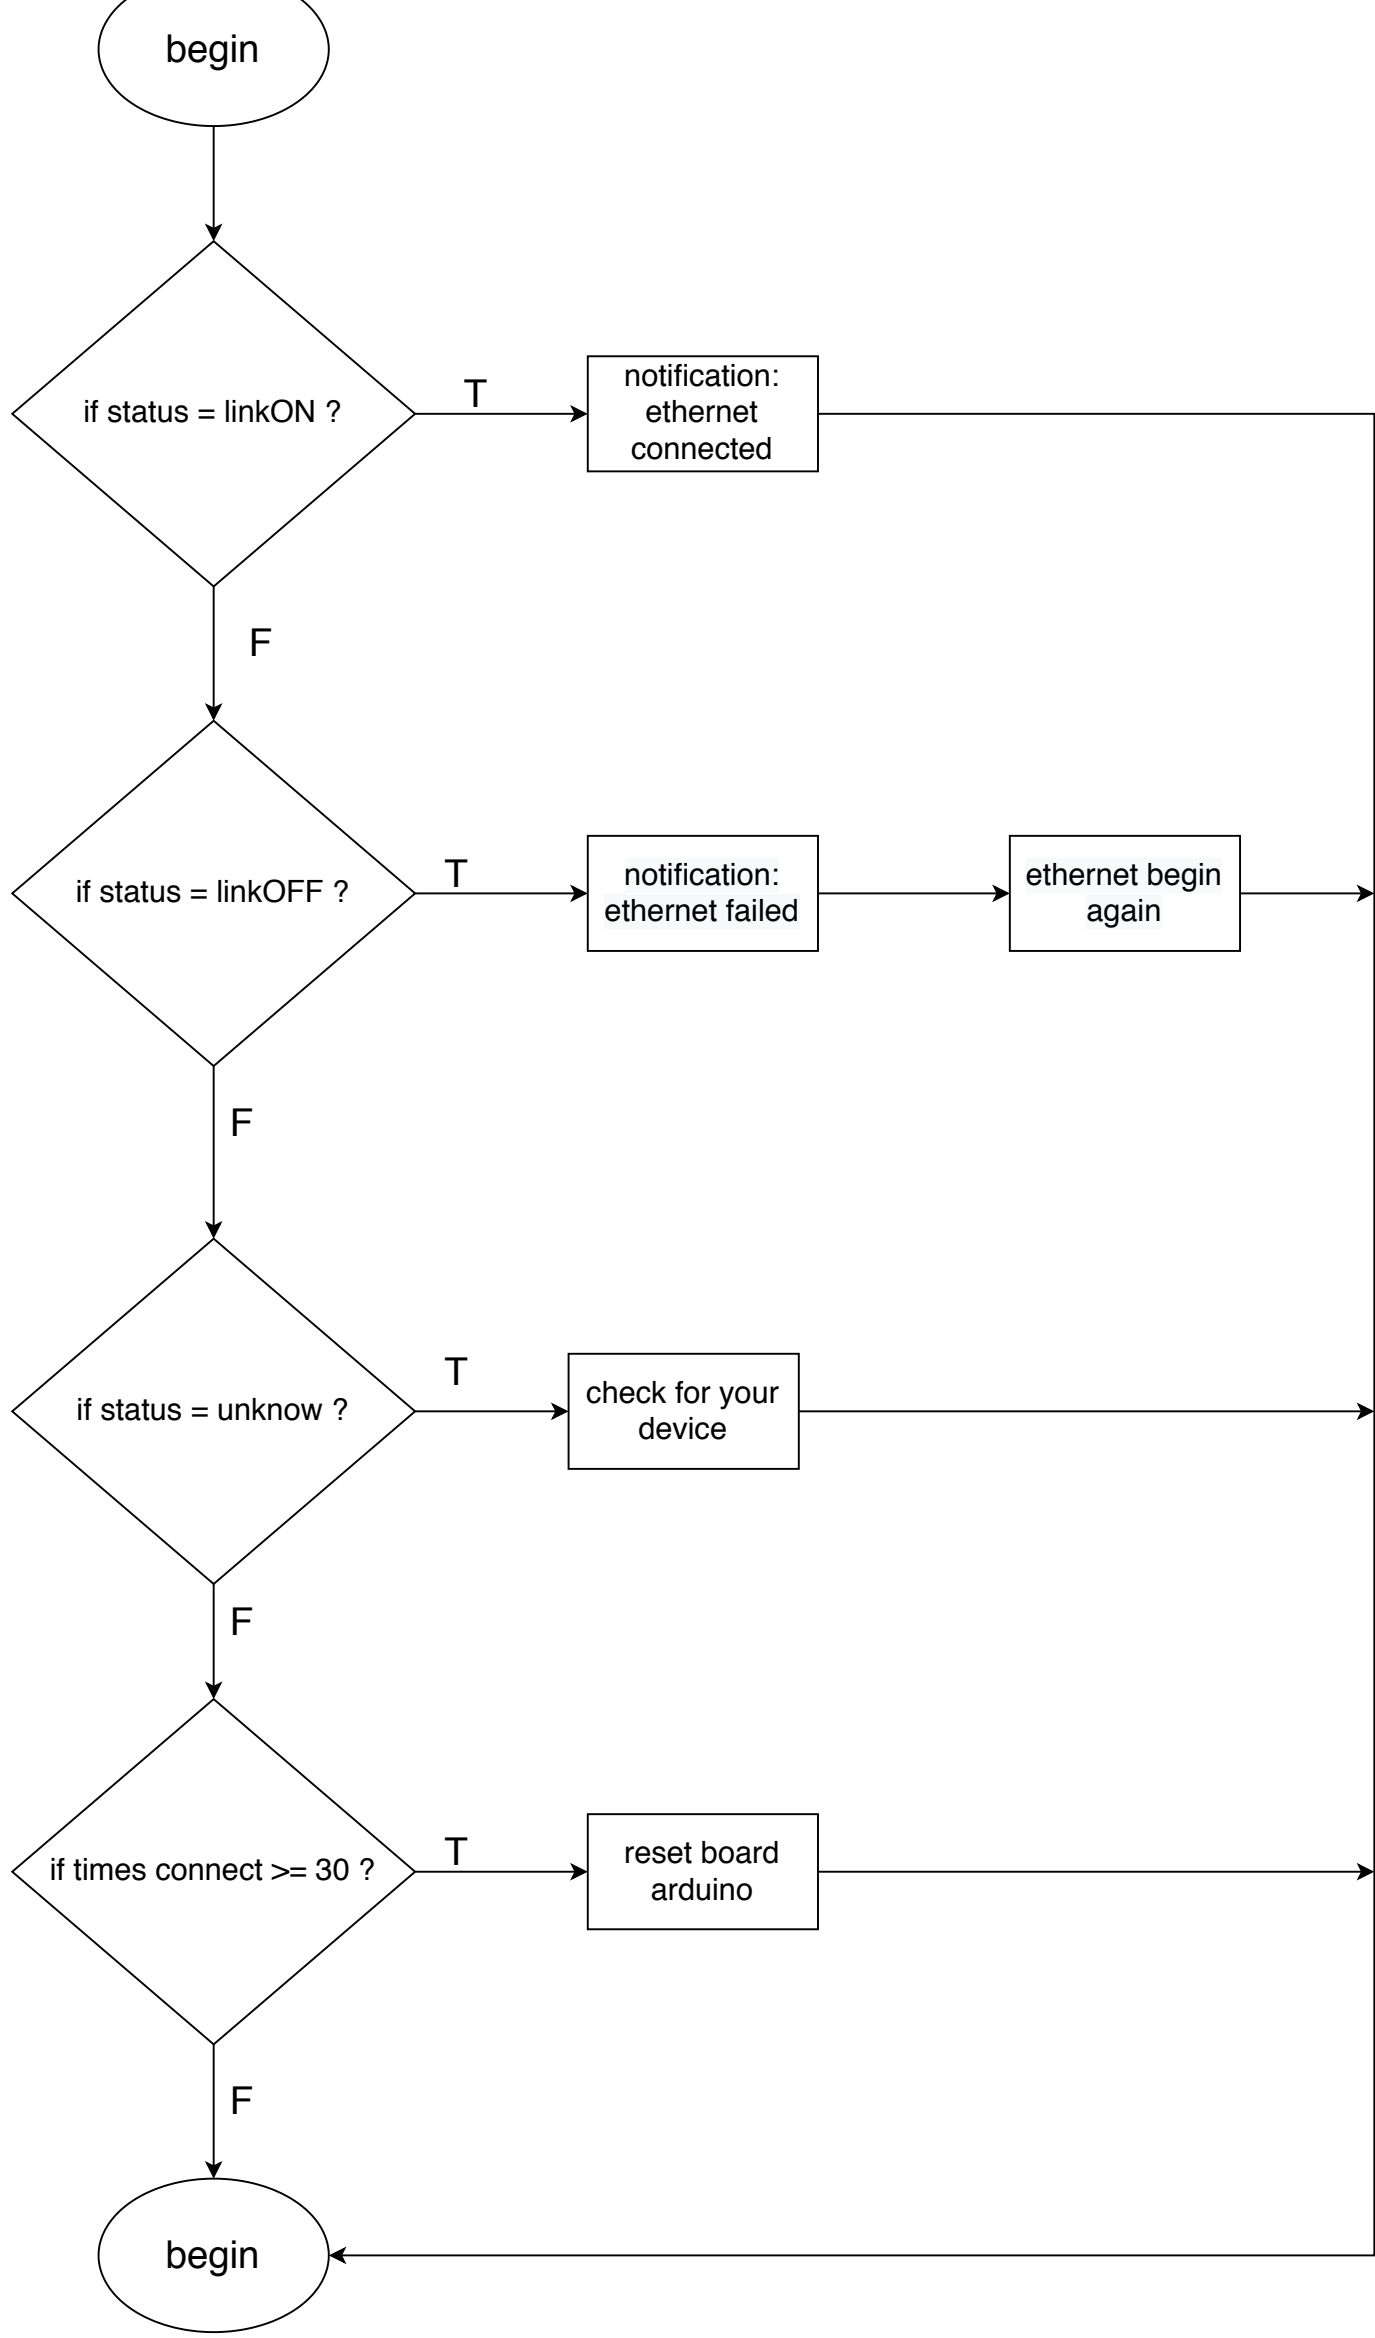 begin
if status = linkON ?
T
notification:
ethernet
connected
F
if status = linkOFF ?
T
notification:
ethernet failed
ethernet begin
again
F
if status = unknow ?
T
check for your
device
F
if times connect >= 30 ?
T
reset board
arduino
F
begin